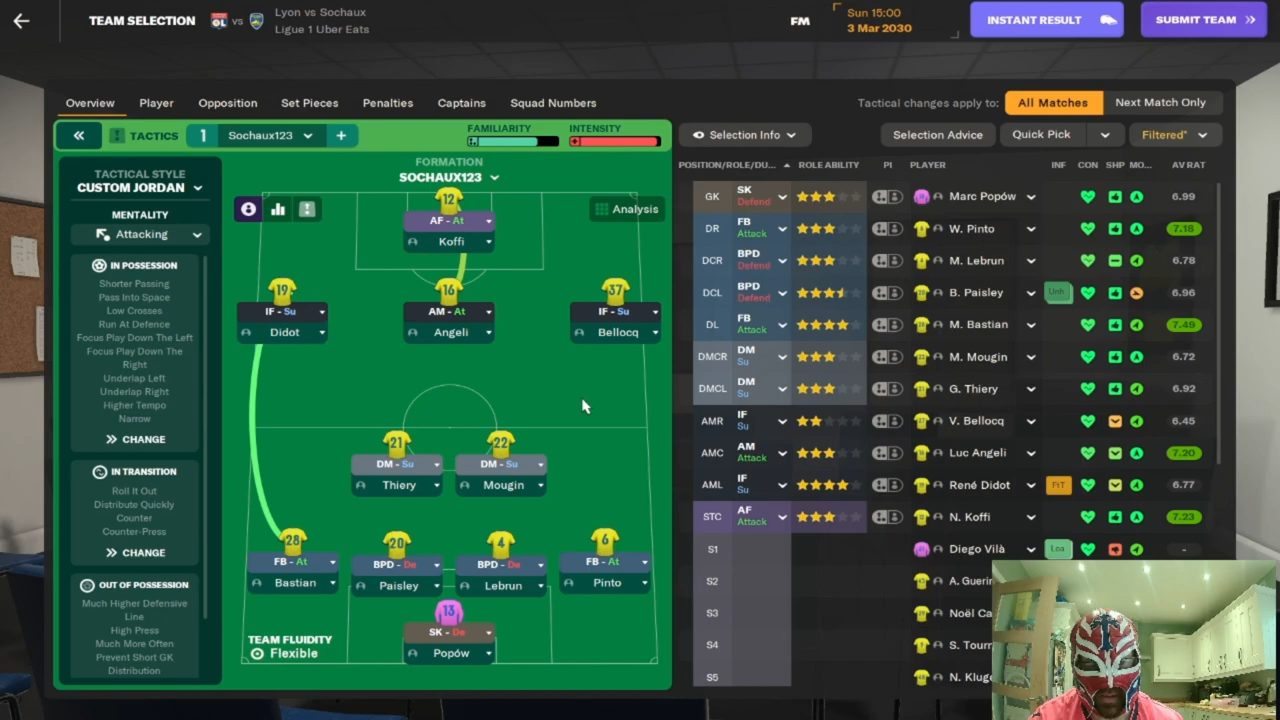 TEAM SELECTION
vs
Lyon vs Sochaux
Ligue 1 Uber Eats
FM
Sun 15:00
3 Mar 2030
INSTANT RESULT
SUBMIT TEAM
Overview
Player
Opposition
Set Pieces
Penalties
Captains
Squad Numbers
Tactical changes apply to:
All Matches
Next Match Only
TACTICS
1
Sochaux123
+
FAMILIARITY
INTENSITY
Selection Info
Selection Advice
Quick Pick
Filtered*
TACTICAL STYLE
CUSTOM JORDAN
MENTALITY
Attacking
IN POSSESSION
Shorter Passing
Pass Into Space
Low Crosses
Run At Defence
Focus Play Down The Left
Focus Play Down The
Right
Underlap Left
Underlap Right
Higher Tempo
Narrow
CHANGE
IN TRANSITION
Roll It Out
Distribute Quickly
Counter
Counter-Press
CHANGE
OUT OF POSSESSION
Much Higher Defensive
Line
High Press
Much More Often
Prevent Short GK
Distribution
FORMATION
SOCHAUX123
Analysis
12
AF - At
Koffi
19
IF - Su
Didot
16
AM - At
Angeli
37
IF - Su
Bellocq
21
DM - Su
Thiery
22
DM - Su
Mougin
28
FB - At
Bastian
20
BPD - De
Paisley
4
BPD - De
Lebrun
6
FB - At
Pinto
13
SK - De
Popów
TEAM FLUIDITY
Flexible
POSITION/ROLE/DU... ROLE ABILITY PI PLAYER INF CON SHP MO... AV RAT
GK SK Defend Marc Popów 6.99
DR FB Attack W. Pinto 7.18
DCR BPD Defend M. Lebrun 6.78
DCL BPD Defend B. Paisley Unh 6.96
DL FB Attack M. Bastian 7.49
DMCR DM Su M. Mougin 6.72
DMCL DM Su G. Thiery 6.92
AMR IF Su V. Bellocq 6.45
AMC AM Attack Luc Angeli 7.20
AML IF Su René Didot FtT 6.77
STC AF Attack N. Koffi 7.23
S1 Diego Vilà Loa -
S2 A. Guerin
S3 Noël Ca
S4 S. Tourn
S5 N. Kluge